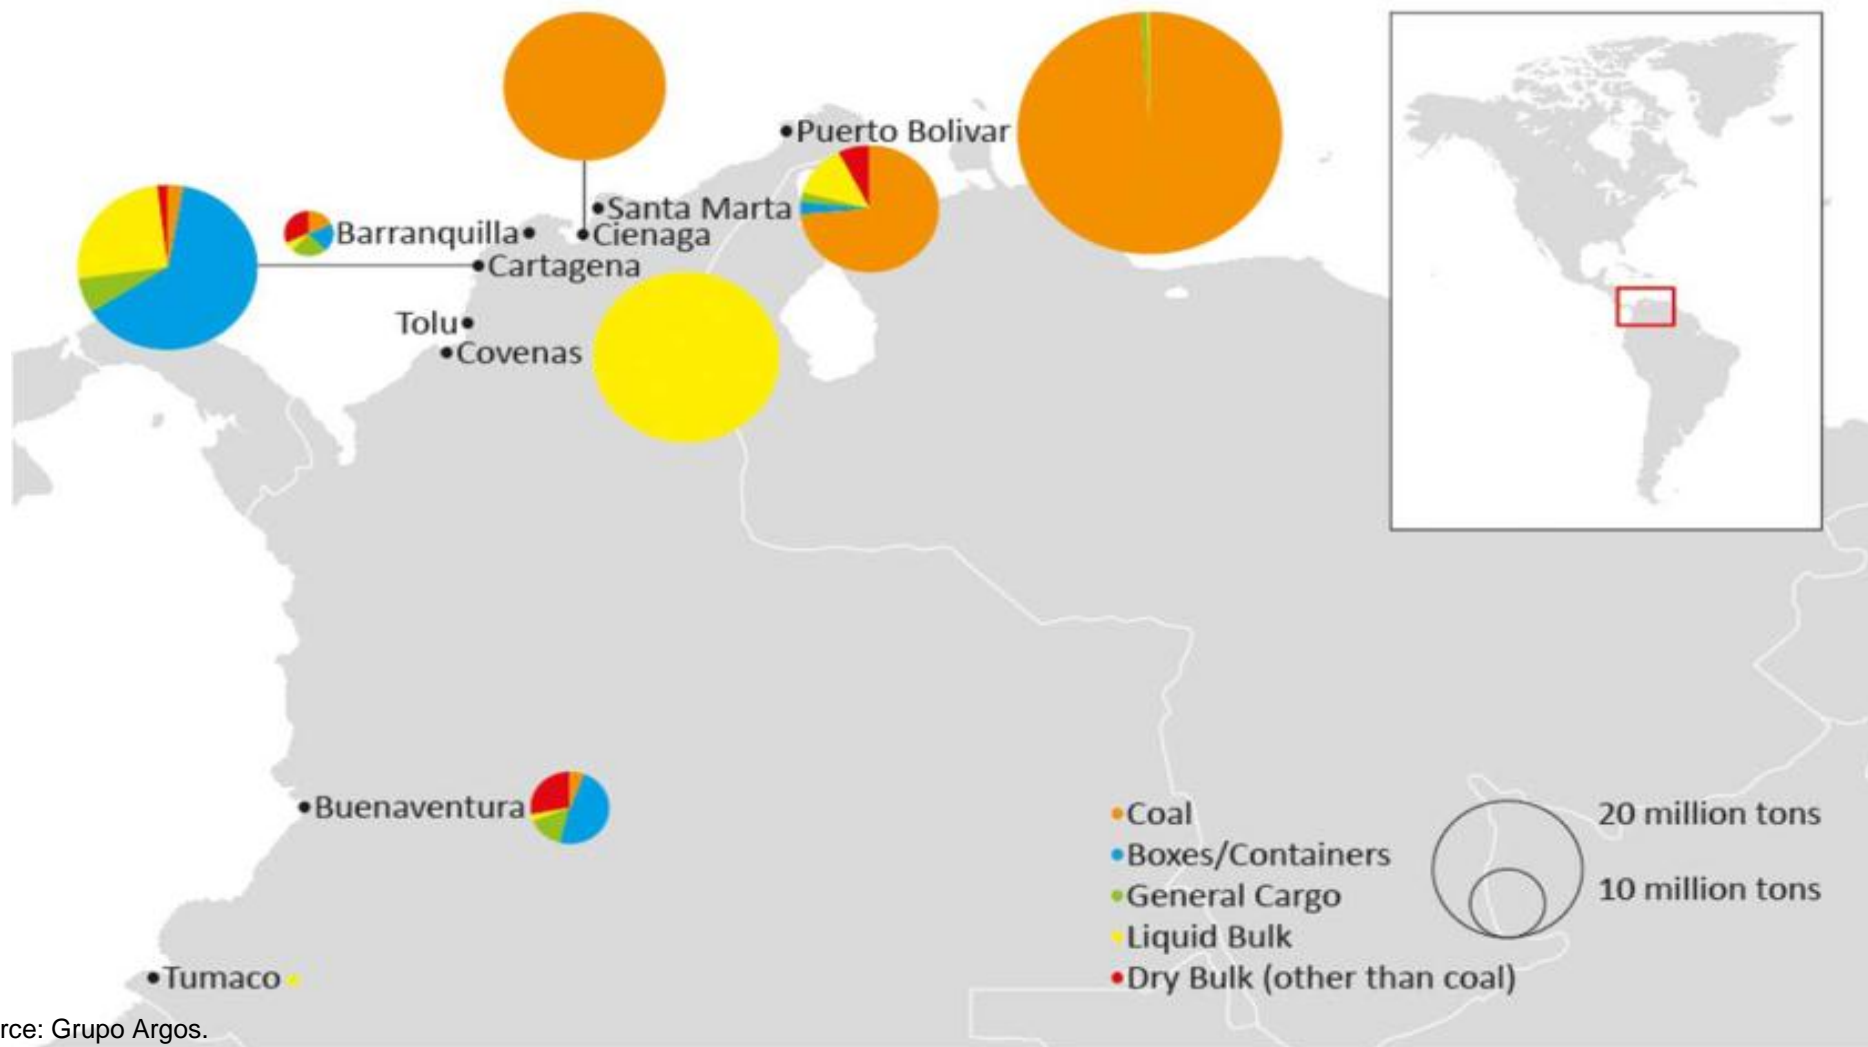 Puerto Bolivar
Santa Marta
Barranquilla
Cienaga
Cartagena
Tolu
Covenas
Buenaventura
Tumaco
Coal
Boxes/Containers
General Cargo
Liquid Bulk
Dry Bulk (other than coal)
20 million tons
10 million tons
rce: Grupo Argos.